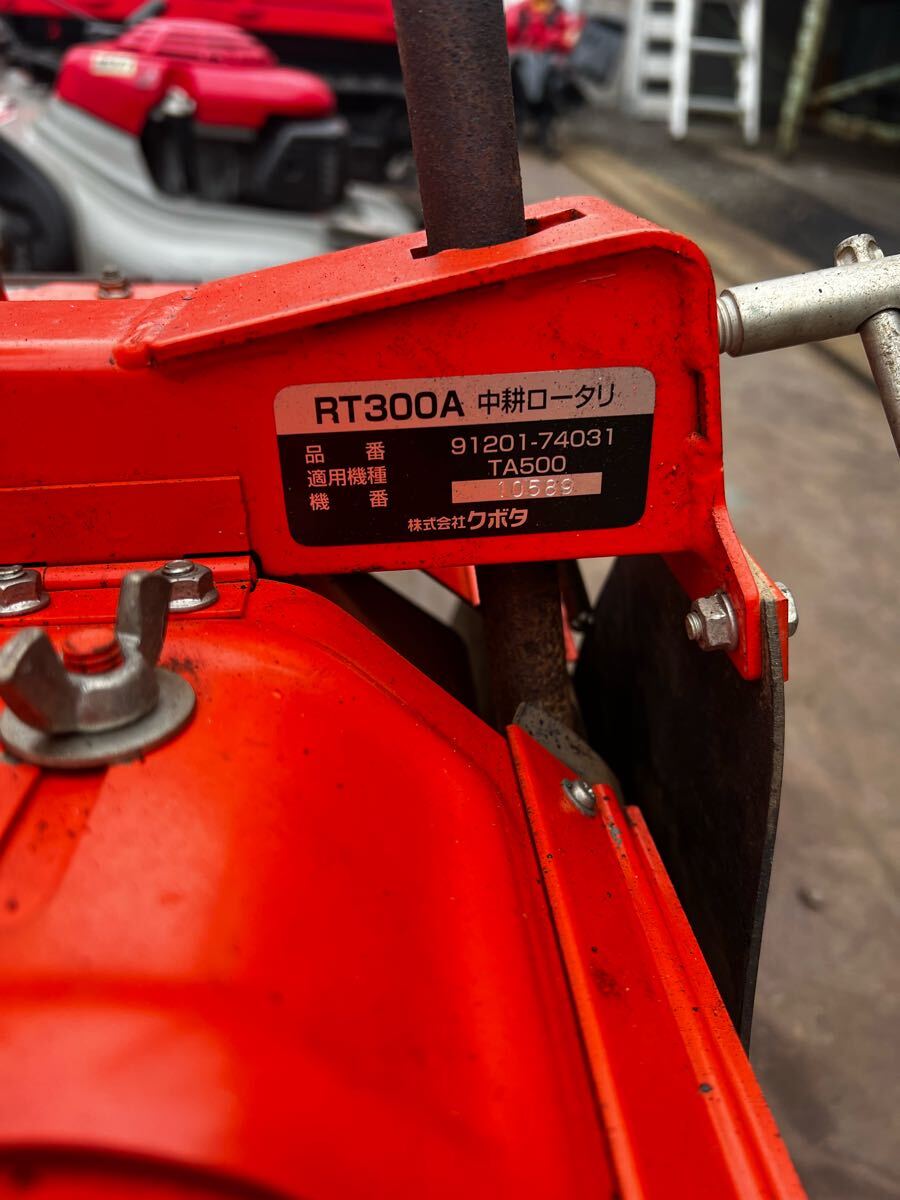 RT300A 中耕ロータリ
品番 91201-74031
適用機種 TA500
機番 10589
株式会社クボタ